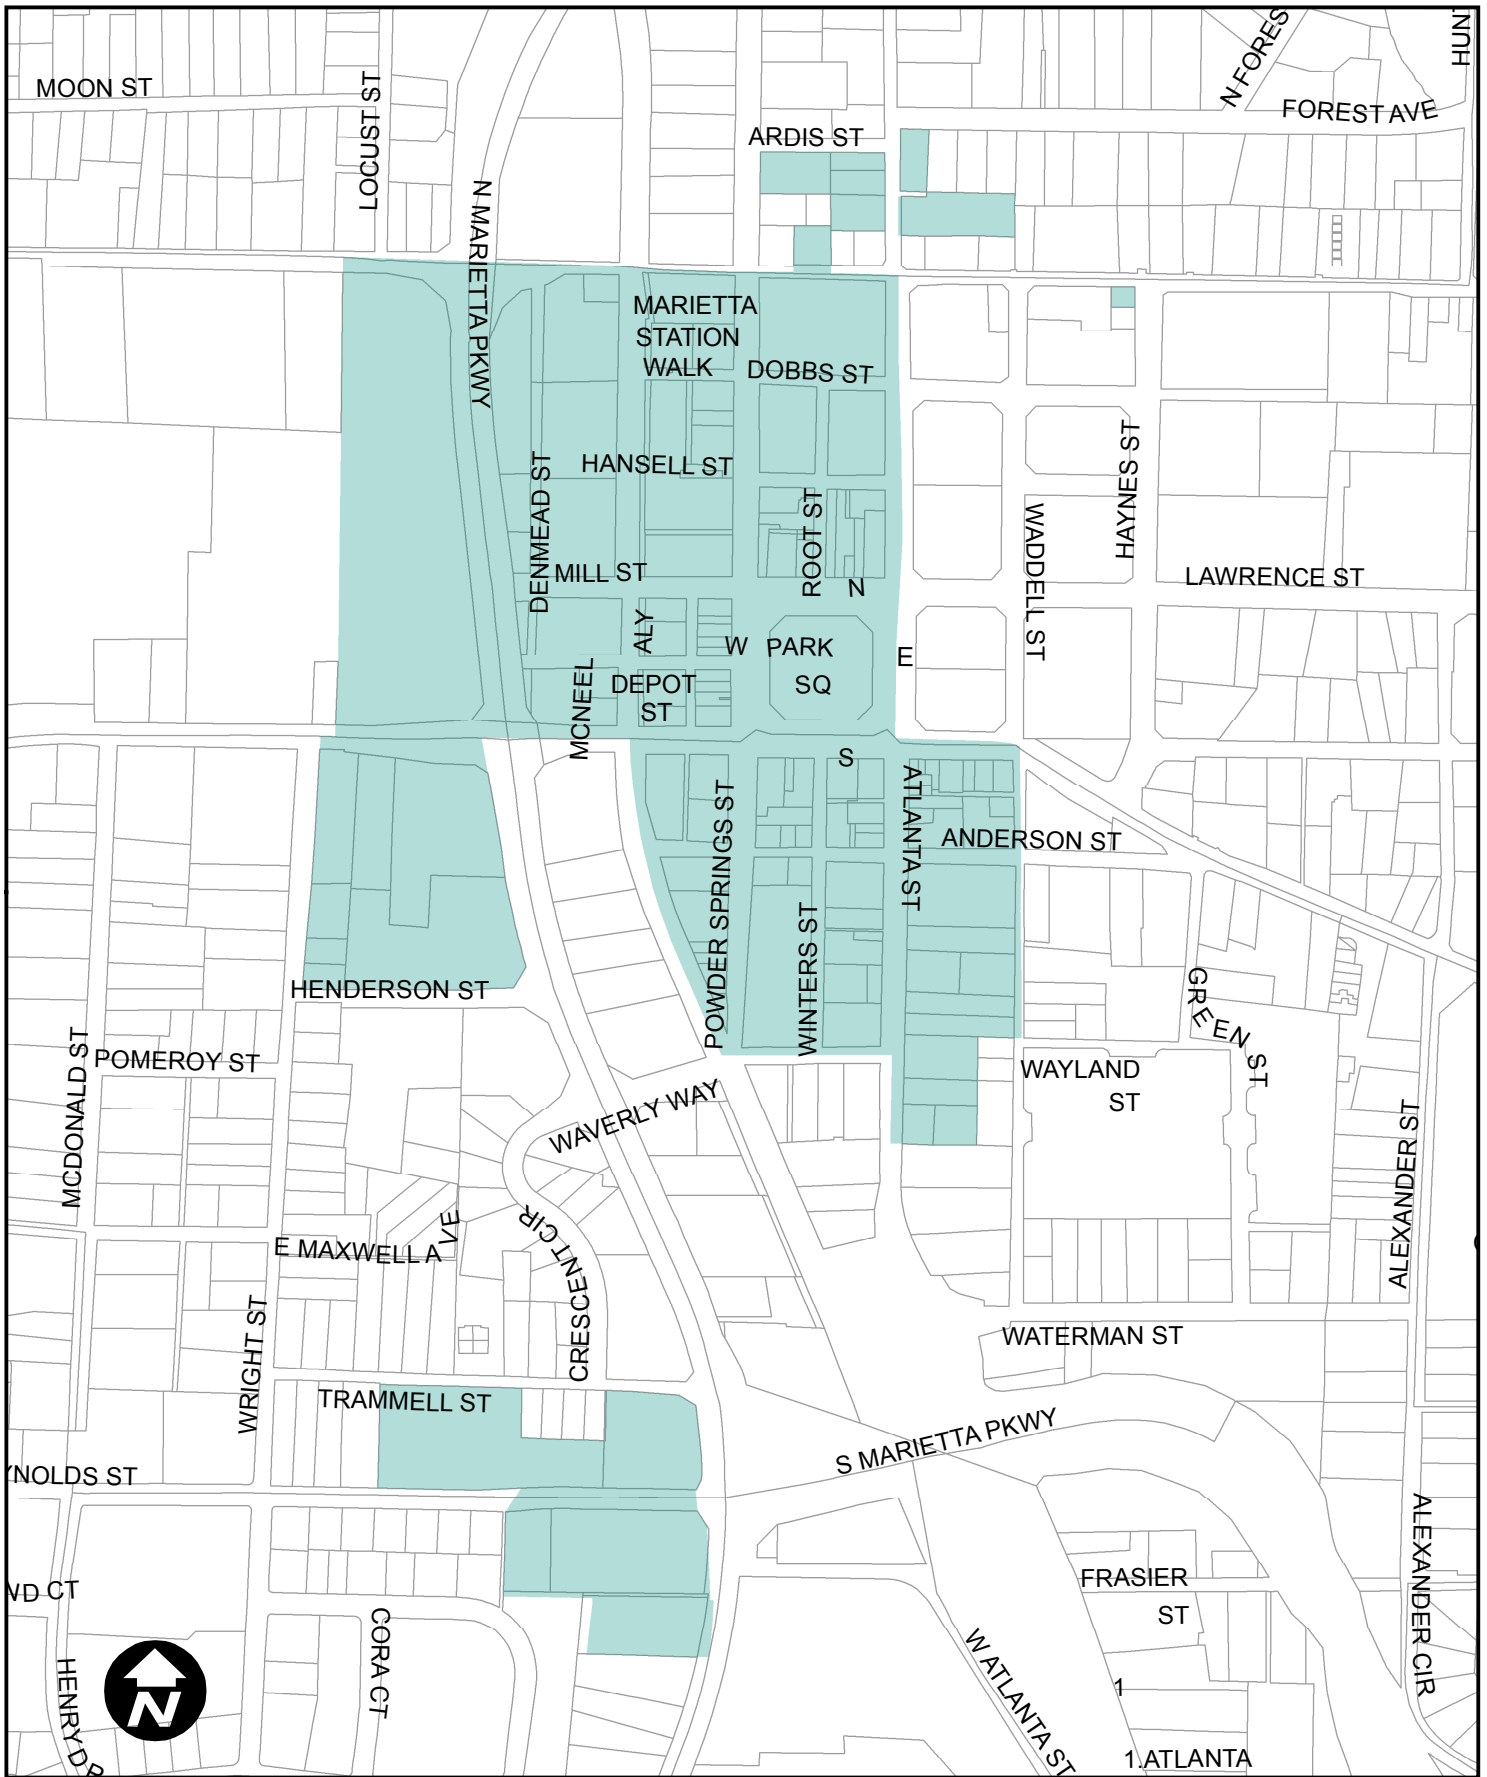 HUNT
N FORES
MOON ST
FOREST AVE
LOCUST ST
ARDIS ST
N MARIETTA PKWY
MARIETTA
STATION
WALK
DOBBS ST
HANSELL ST
DENMEAD ST
ROOT ST
HAYNES ST
WADDELL ST
MILL ST
N
LAWRENCE ST
ALY
W
PARK
SQ
E
MCNEEL
DEPOT
ST
S
POWDER SPRINGS ST
ATLANTA ST
ANDERSON ST
WINTERS ST
HENDERSON ST
GREEN ST
MCDONALD ST
POMEROY ST
WAYLAND
ST
WAVERLY WAY
ALEXANDER ST
E MAXWELL AVE
CRESCENT CIR
WRIGHT ST
WATERMAN ST
TRAMMELL ST
S MARIETTA PKWY
YNOLDS ST
ALEXANDER CIR
FRASIER
ST
CORA CT
W ATLANTA ST
HENRY DR
N
1
1.ATLANTA